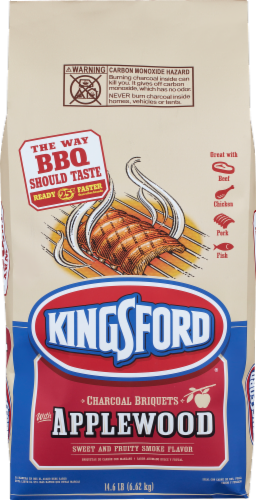 WARNING CARBON MONOXIDE HAZARD
Burning charcoal inside can
kill you. It gives off carbon
monoxide, which has no odor.
NEVER burn charcoal inside
homes, vehicles or tents.
THE WAY
BBQ
SHOULD TASTE
READY 25% FASTER
Great with
Beef
Chicken
Pork
Fish
KINGSFORD
CHARCOAL BRIQUETS
With
APPLEWOOD
SWEET AND FRUITY SMOKE FLAVOR
14.6 LB (6.62 kg)